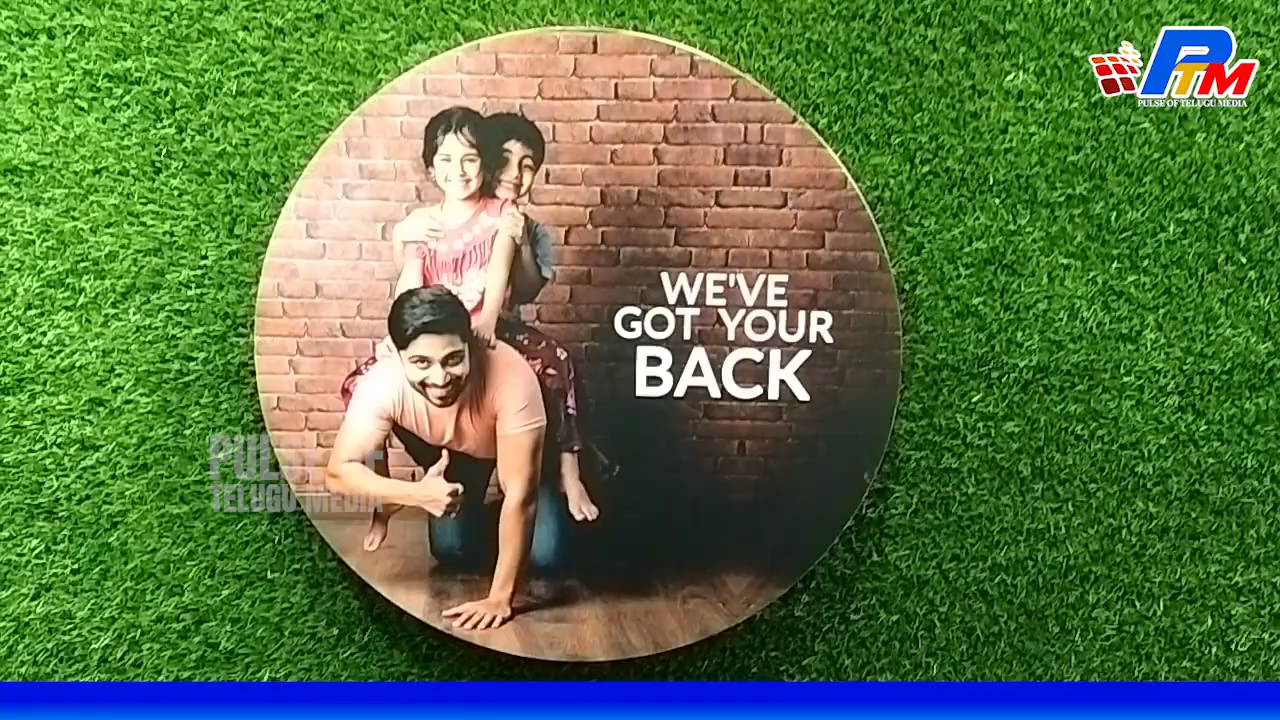 PTM
PULSE OF TELUGU MEDIA
WE'VE
GOT YOUR
BACK
PULSE OF
TELUGU MEDIA